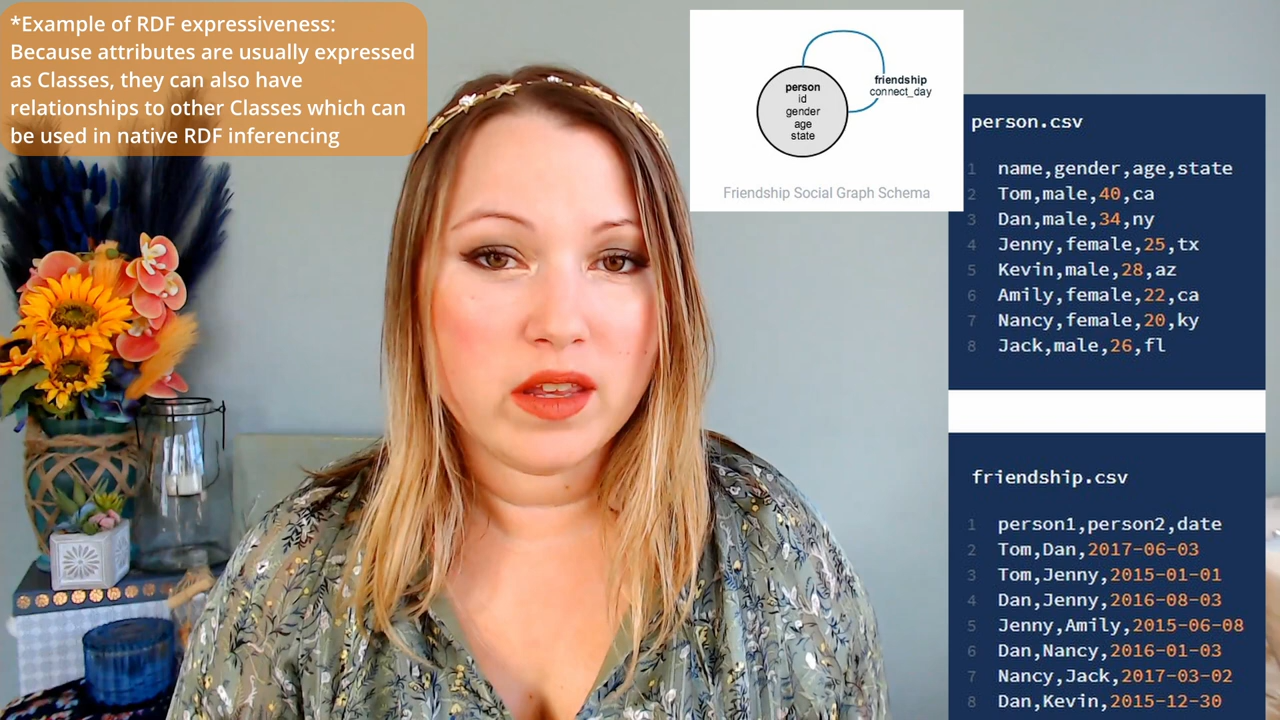 *Example of RDF expressiveness:
Because attributes are usually expressed
as Classes, they can also have
relationships to other Classes which can
be used in native RDF inferencing
person
id
gender
age
state
friendship
connect_day
Friendship Social Graph Schema
person.csv
1 name,gender,age,state
2 Tom,male,40,ca
3 Dan,male,34,ny
4 Jenny,female,25,tx
5 Kevin,male,28,az
6 Amily,female,22,ca
7 Nancy,female,20,ky
8 Jack,male,26,fl
friendship.csv
1 person1,person2,date
2 Tom,Dan,2017-06-03
3 Tom,Jenny,2015-01-01
4 Dan,Jenny,2016-08-03
5 Jenny,Amily,2015-06-08
6 Dan,Nancy,2016-01-03
7 Nancy,Jack,2017-03-02
8 Dan,Kevin,2015-12-30